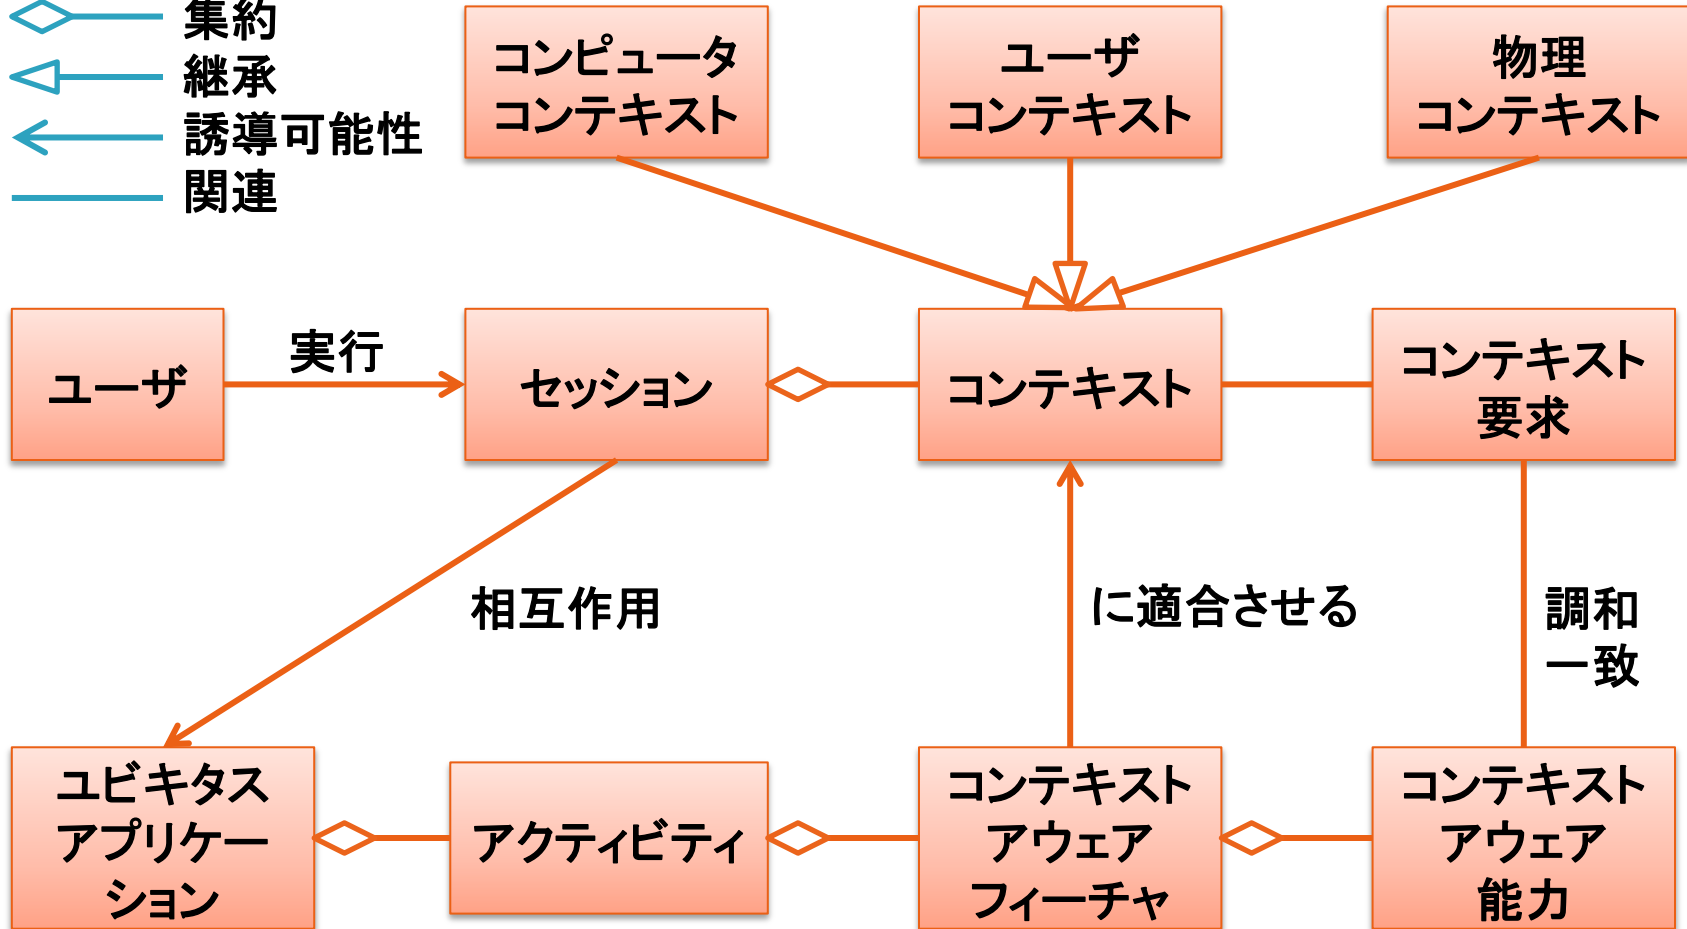 集約
継承
誘導可能性
関連
コンピュータ
コンテキスト
ユーザ
コンテキスト
物理
コンテキスト
ユーザ
実行
セッション
コンテキスト
コンテキスト
要求
相互作用
に適合させる
調和
一致
ユビキタス
アプリケー
ション
アクティビティ
コンテキスト
アウェア
フィーチャ
コンテキスト
アウェア
能力